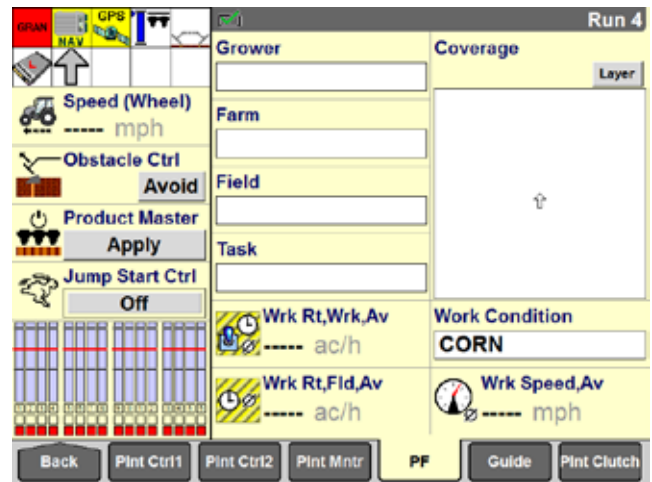 GRAN
NAV
GPS
Run 4
Speed (Wheel)
----- mph
Obstacle Ctrl
Avoid
Product Master
Apply
Jump Start Ctrl
Off
Grower
Farm
Field
Task
Wrk Rt,Wrk,Av
----- ac/h
Wrk Rt,Fld,Av
----- ac/h
Coverage
Layer
Work Condition
CORN
Wrk Speed,Av
----- mph
Back
Plnt Ctrl1
Plnt Ctrl2
Plnt Mntr
PF
Guide
Plnt Clutch